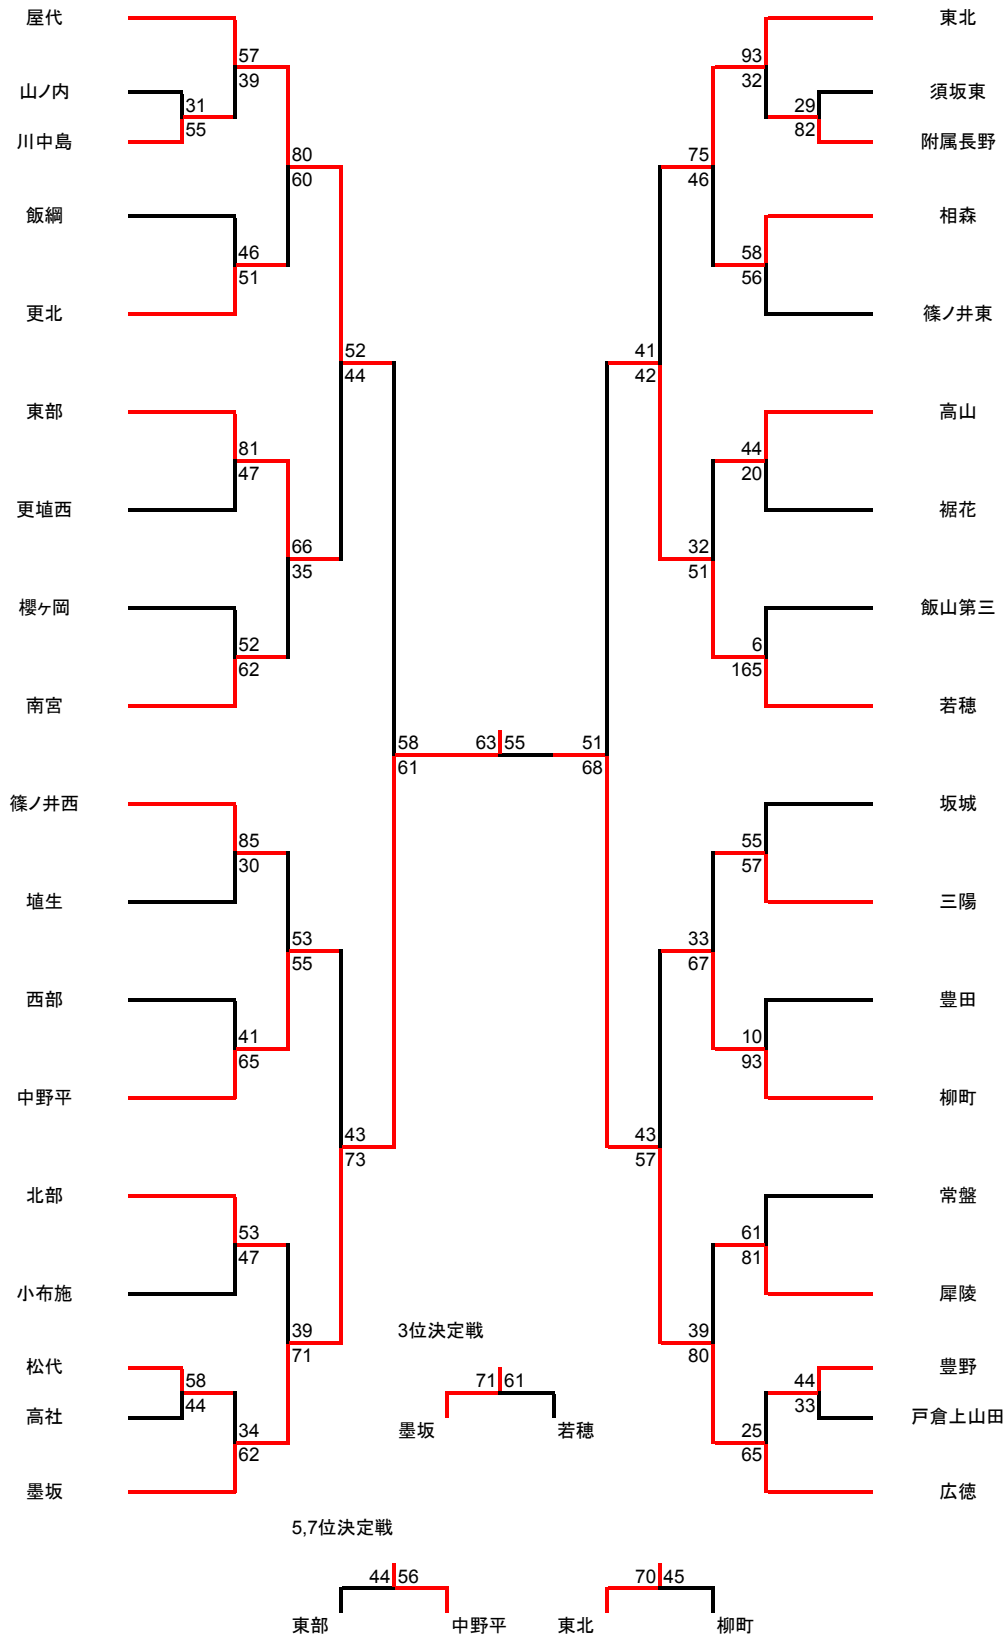 屋代 東北
57 93
39 32
山ノ内 須坂東
31 29
55 82
川中島 附属長野
80 75
60 46
飯綱 相森
46 58
51 56
更北 篠ノ井東
52 41
44 42
東部 高山
81 44
47 20
更埴西 裾花
66 32
35 51
櫻ヶ岡 飯山第三
52 6
62 165
南宮 若穂
58 63 55 51
61 68
篠ノ井西 坂城
85 55
30 57
埴生 三陽
53 33
55 67
西部 豊田
41 10
65 93
中野平 柳町
43 43
73 57
北部 常盤
53 61
47 81
小布施 犀陵
39 3位決定戦 39
71 80
松代 豊野
58 71 61 44
44 33
高社 墨坂 若穂 戸倉上山田
34 25
62 65
墨坂 広徳
5,7位決定戦
44 56 70 45
東部 中野平 東北 柳町